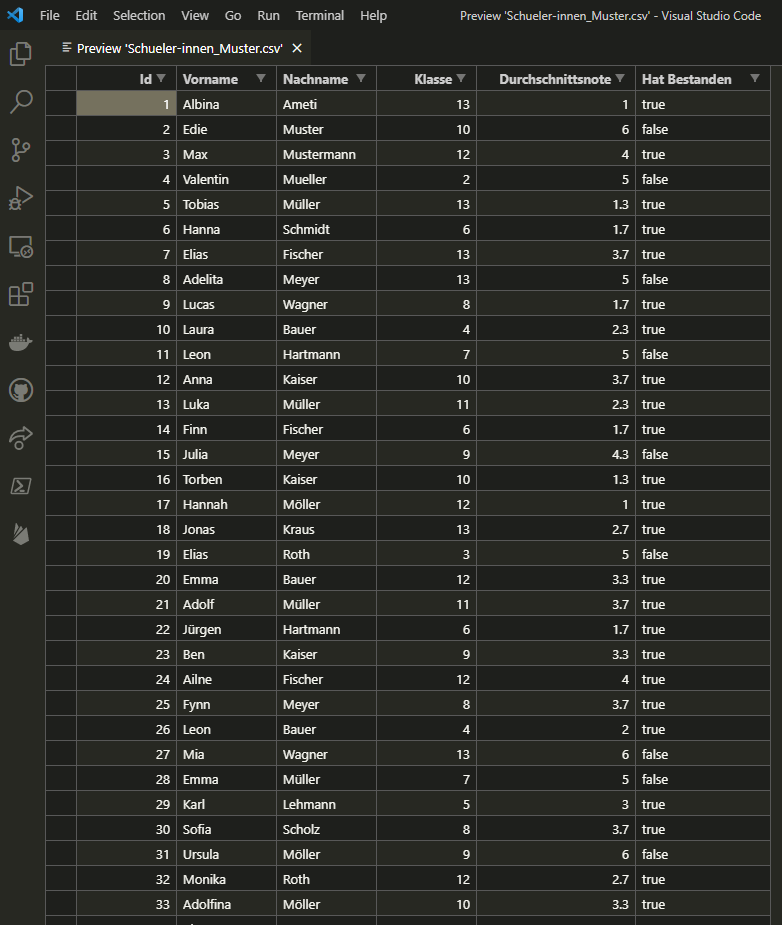 File Edit Selection View Go Run Terminal Help Preview 'Schueler-innen_Muster.csv' - Visual Studio Code
Preview 'Schueler-innen_Muster.csv'
Id Vorname Nachname Klasse Durchschnittsnote Hat Bestanden
1 Albina Ameti 13 1 true
2 Edie Muster 10 6 false
3 Max Mustermann 12 4 true
4 Valentin Mueller 2 5 false
5 Tobias Müller 13 1.3 true
6 Hanna Schmidt 6 1.7 true
7 Elias Fischer 13 3.7 true
8 Adelita Meyer 13 5 false
9 Lucas Wagner 8 1.7 true
10 Laura Bauer 4 2.3 true
11 Leon Hartmann 7 5 false
12 Anna Kaiser 10 3.7 true
13 Luka Müller 11 2.3 true
14 Finn Fischer 6 1.7 true
15 Julia Meyer 9 4.3 false
16 Torben Kaiser 10 1.3 true
17 Hannah Möller 12 1 true
18 Jonas Kraus 13 2.7 true
19 Elias Roth 3 5 false
20 Emma Bauer 12 3.3 true
21 Adolf Müller 11 3.7 true
22 Jürgen Hartmann 6 1.7 true
23 Ben Kaiser 9 3.3 true
24 Ailne Fischer 12 4 true
25 Fynn Meyer 8 3.7 true
26 Leon Bauer 4 2 true
27 Mia Wagner 13 6 false
28 Emma Müller 7 5 false
29 Karl Lehmann 5 3 true
30 Sofia Scholz 8 3.7 true
31 Ursula Möller 9 6 false
32 Monika Roth 12 2.7 true
33 Adolfina Möller 10 3.3 true